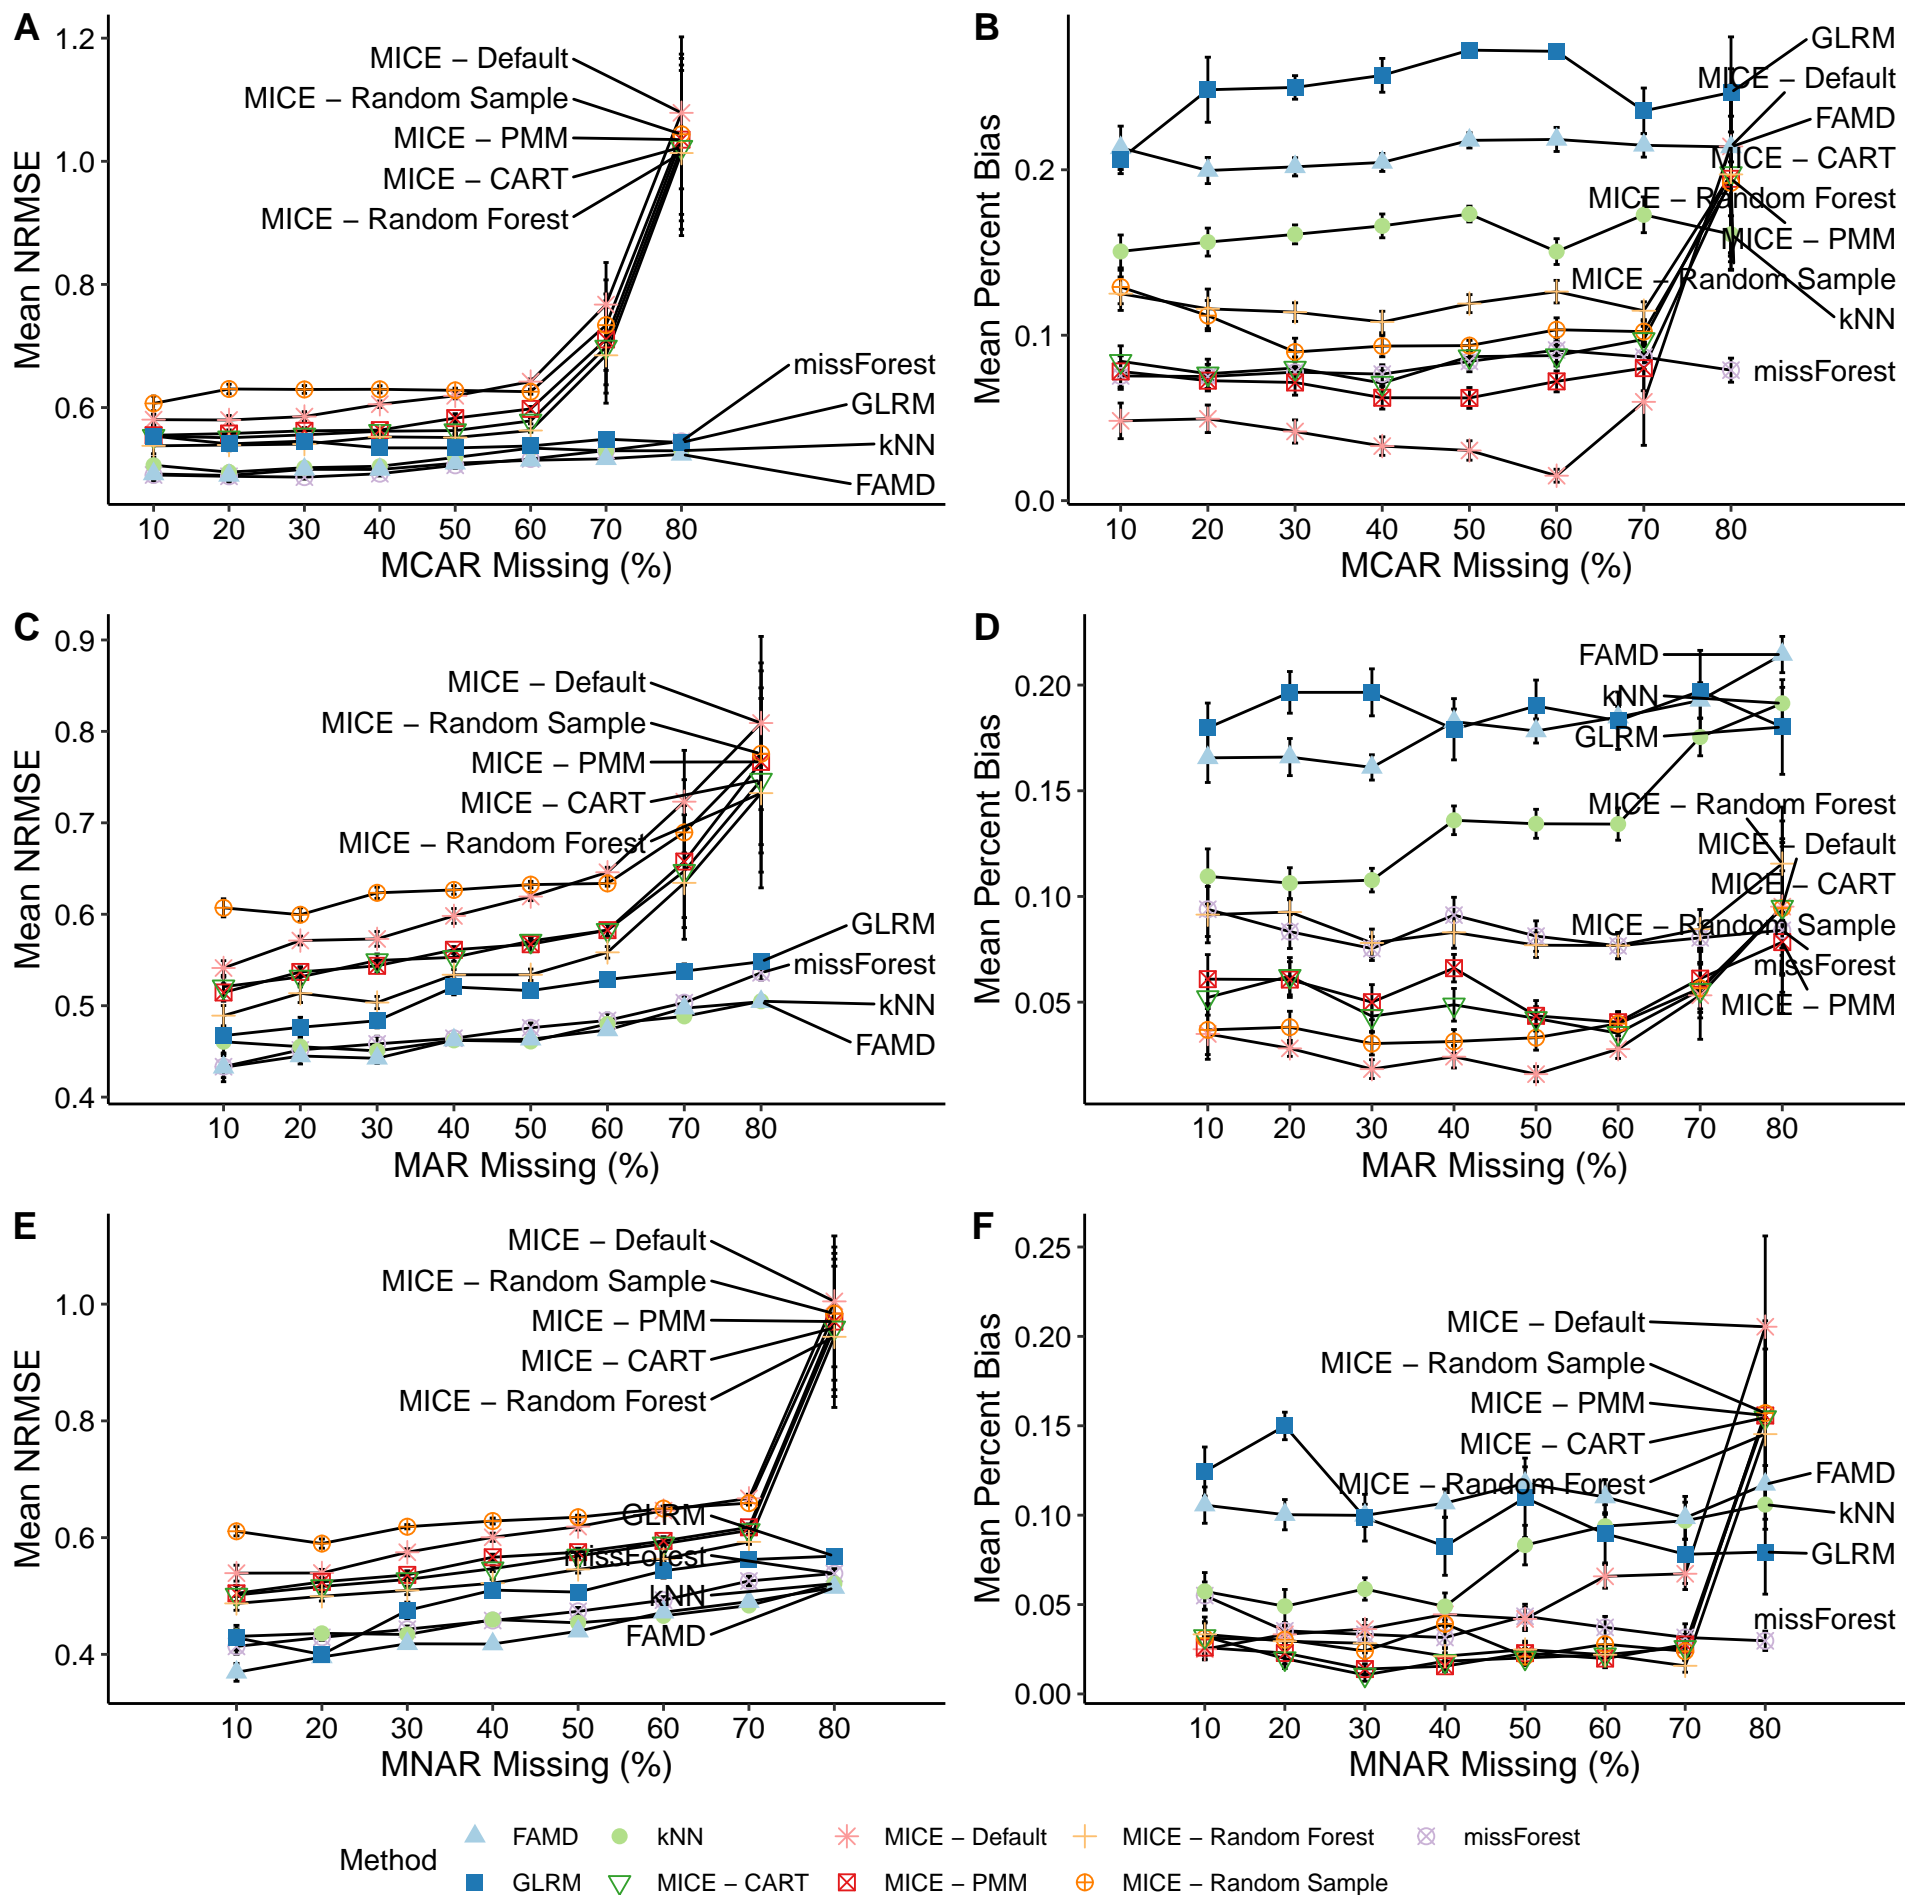 A
Mean NRMSE
1.2
1.0
0.8
0.6
MICE – Default
MICE – Random Sample
MICE – PMM
MICE – CART
MICE – Random Forest
missForest
GLRM
kNN
FAMD
10 20 30 40 50 60 70 80
MCAR Missing (%)
B
Mean Percent Bias
0.2
0.1
0.0
GLRM
MICE – Default
FAMD
MICE – CART
MICE – Random Forest
MICE – PMM
MICE – Random Sample
kNN
missForest
10 20 30 40 50 60 70 80
MCAR Missing (%)
C
Mean NRMSE
0.9
0.8
0.7
0.6
0.5
0.4
MICE – Default
MICE – Random Sample
MICE – PMM
MICE – CART
MICE – Random Forest
GLRM
missForest
kNN
FAMD
10 20 30 40 50 60 70 80
MAR Missing (%)
D
Mean Percent Bias
0.20
0.15
0.10
0.05
FAMD
kNN
GLRM
MICE – Random Forest
MICE – Default
MICE – CART
MICE – Random Sample
missForest
MICE – PMM
10 20 30 40 50 60 70 80
MAR Missing (%)
E
Mean NRMSE
1.0
0.8
0.6
0.4
MICE – Default
MICE – Random Sample
MICE – PMM
MICE – CART
MICE – Random Forest
GLRM
missForest
kNN
FAMD
10 20 30 40 50 60 70 80
MNAR Missing (%)
F
Mean Percent Bias
0.25
0.20
0.15
0.10
0.05
0.00
MICE – Default
MICE – Random Sample
MICE – PMM
MICE – CART
MICE – Random Forest
FAMD
kNN
GLRM
missForest
10 20 30 40 50 60 70 80
MNAR Missing (%)
Method
FAMD kNN MICE – Default MICE – Random Forest missForest
GLRM MICE – CART MICE – PMM MICE – Random Sample